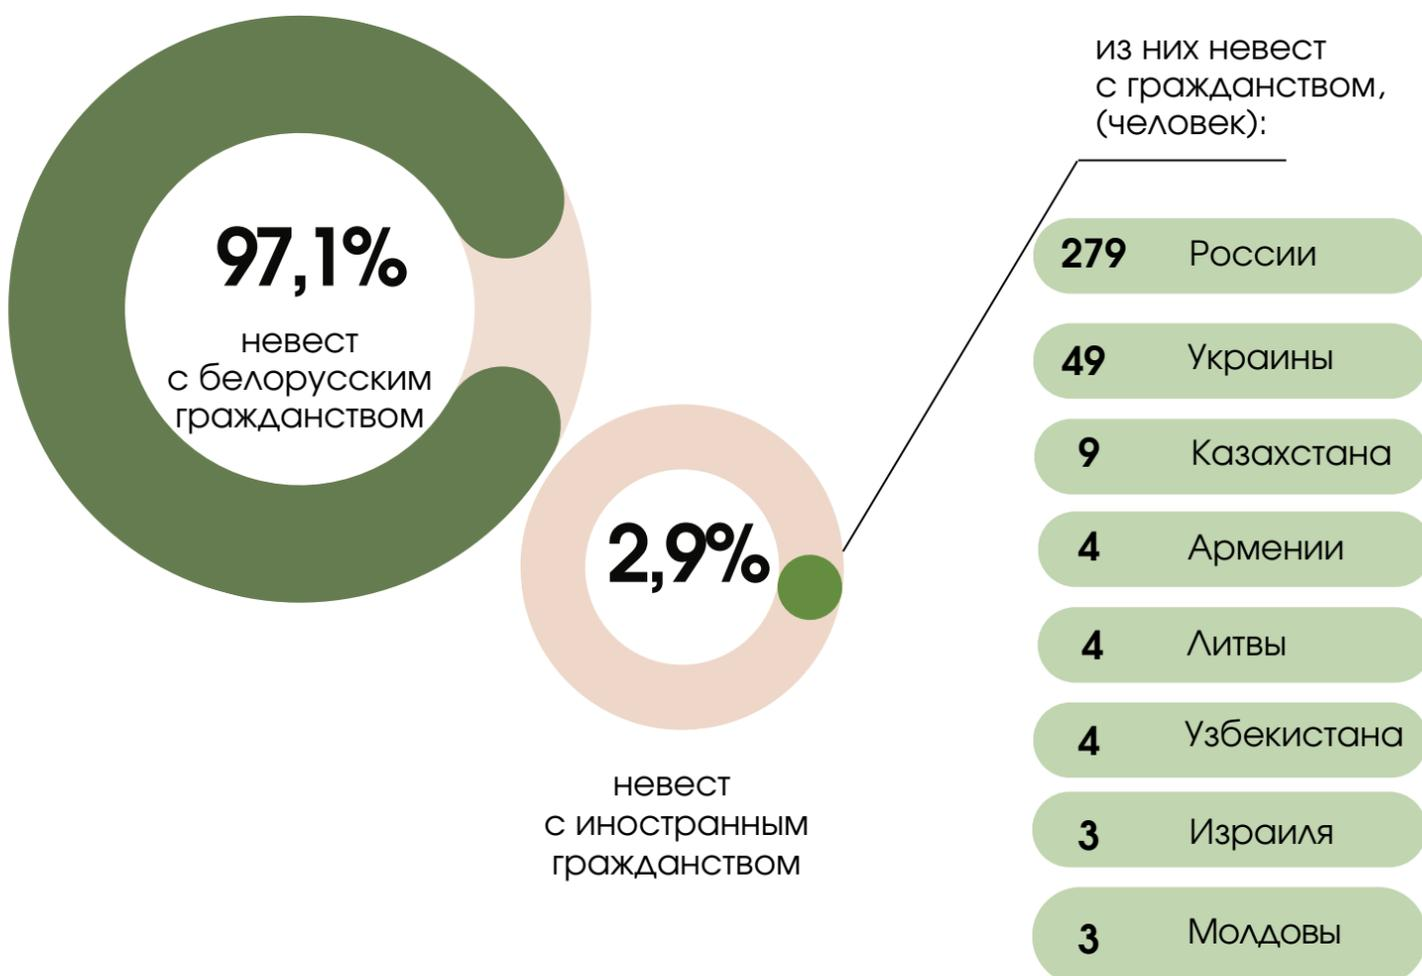 97,1%
невест
с белорусским
гражданством
2,9%
невест
с иностранным
гражданством
из них невест
с гражданством,
(человек):
279 России
49 Украины
9 Казахстана
4 Армении
4 Литвы
4 Узбекистана
3 Израиля
3 Молдовы